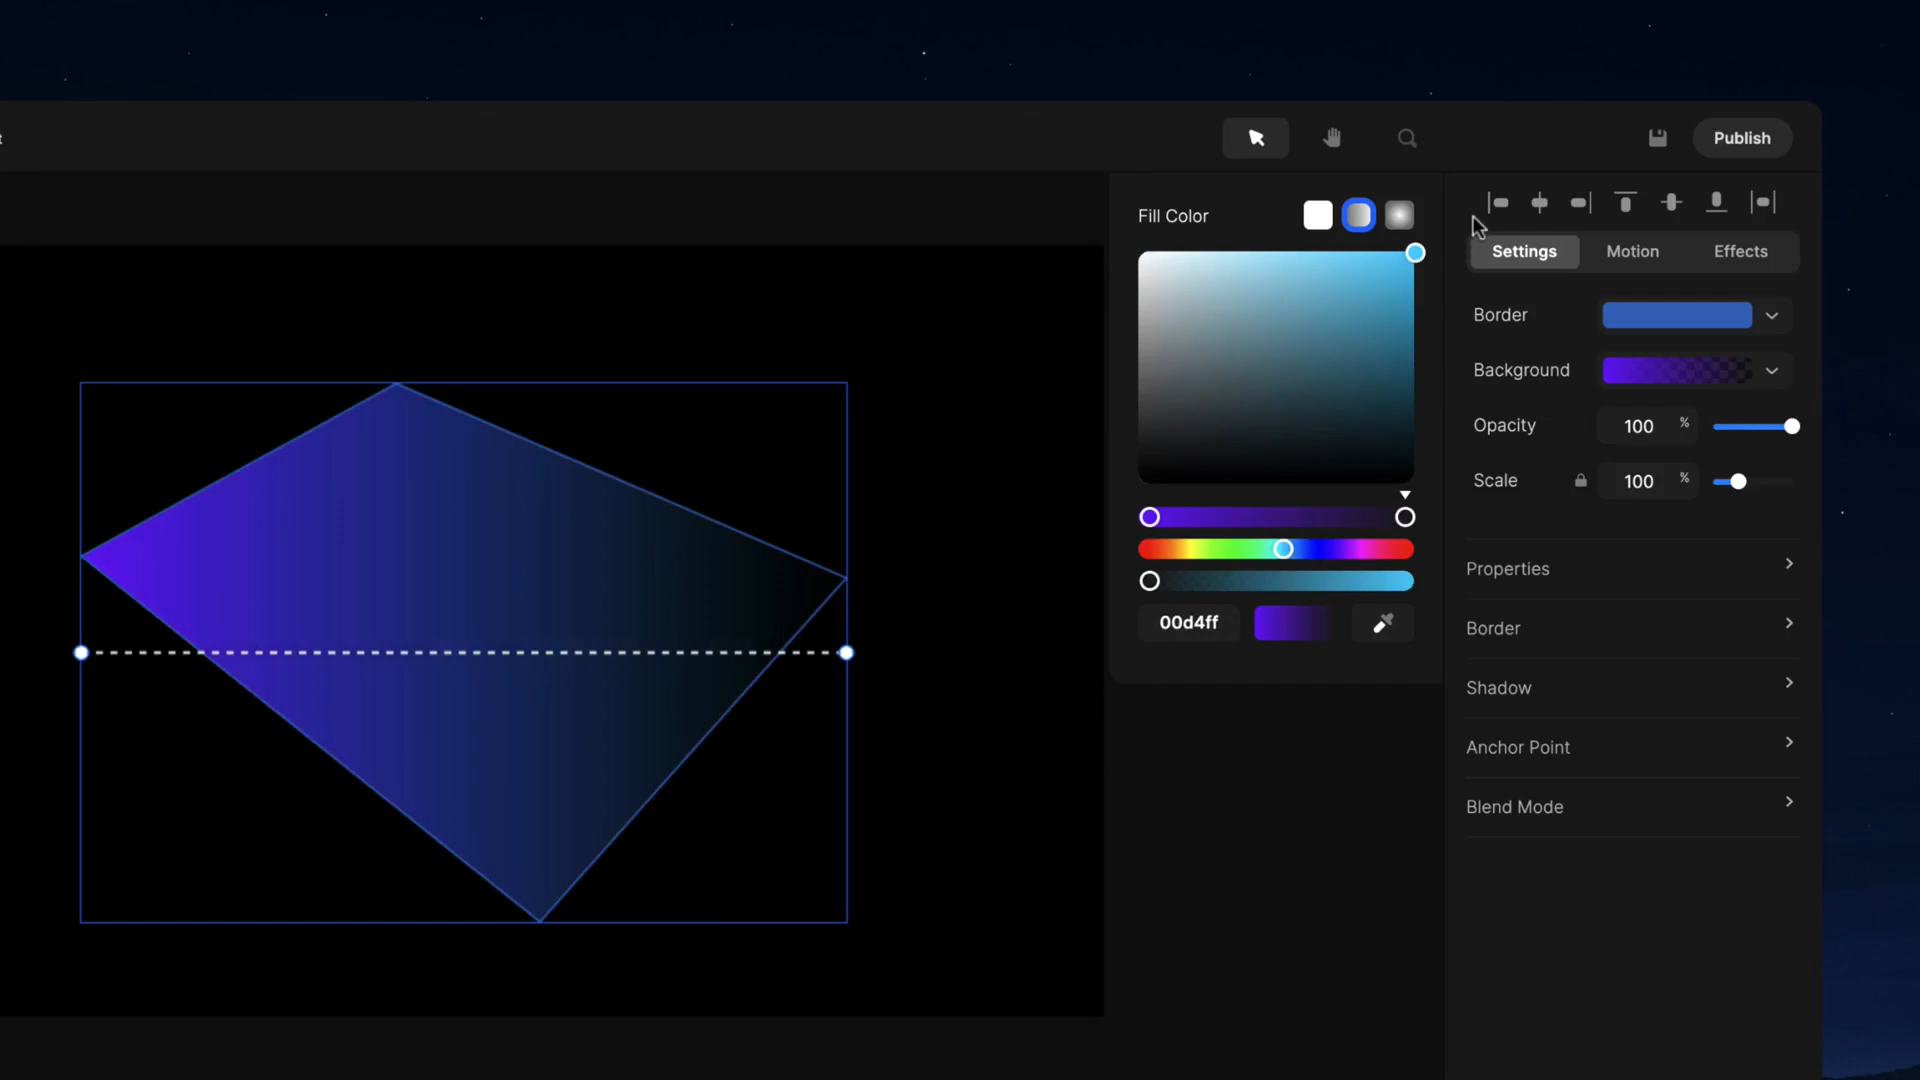 t
Publish
Fill Color
Settings Motion Effects
Border
Background
Opacity 100 %
Scale 100 %
00d4ff
Properties
Border
Shadow
Anchor Point
Blend Mode